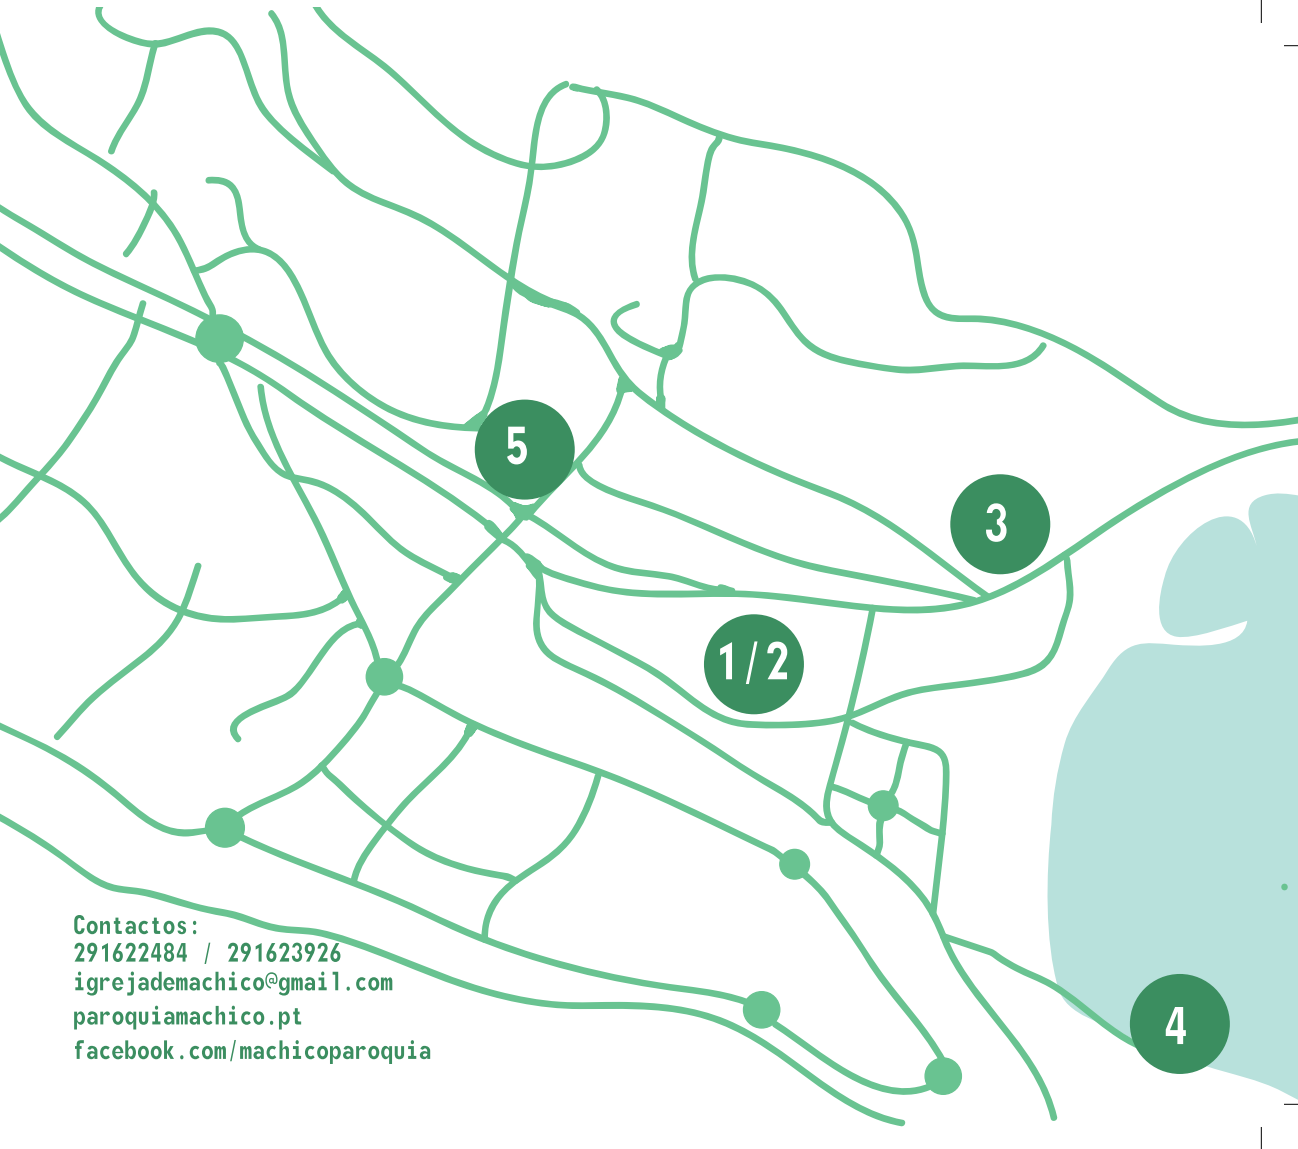 5
3
1/2
Contactos:
291622484 / 291623926
igrejademachico@gmail.com
paroquiamachico.pt
facebook.com/machicoparoquia
4